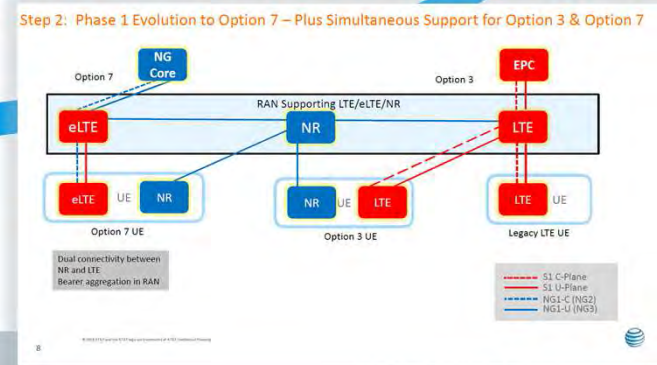 Step 2: Phase 1 Evolution to Option 7 – Plus Simultaneous Support for Option 3 & Option 7
NG
Core
EPC
Option 7
Option 3
RAN Supporting LTE/eLTE/NR
eLTE
NR
LTE
eLTE
UE
NR
NR
UE
LTE
LTE
UE
Option 7 UE
Option 3 UE
Legacy LTE UE
Dual connectivity between
NR and LTE
Bearer aggregation in RAN
S1 C-Plane
S1 U-Plane
NG1-C (NG2)
NG1-U (NG3)
8